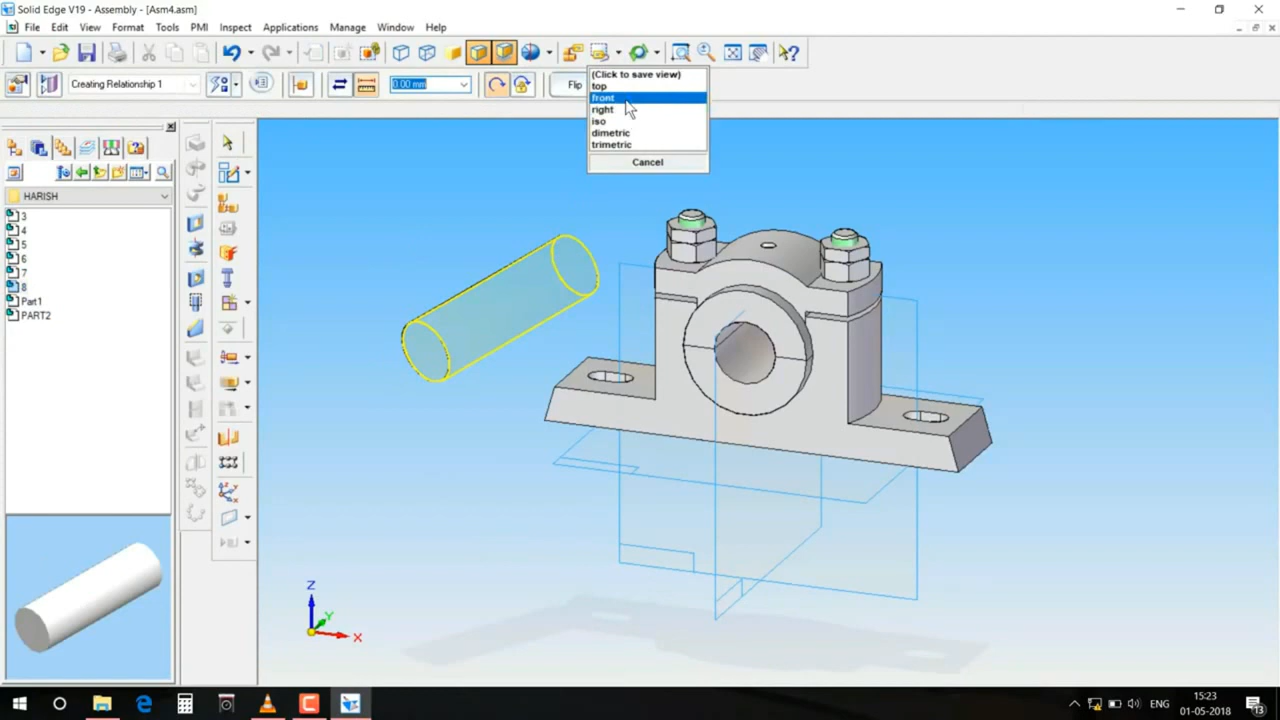 Solid Edge V19 - Assembly - [Asm4.asm]
File Edit View Format Tools PMI Inspect Applications Manage Window Help
Creating Relationship 1
0.00 mm
Flip
(Click to save view)
top
front
right
iso
dimetric
trimetric
Cancel
HARISH
3
4
5
6
7
8
Part1
PART2
Z
Y
X
ENG
15:23
01-05-2018
13